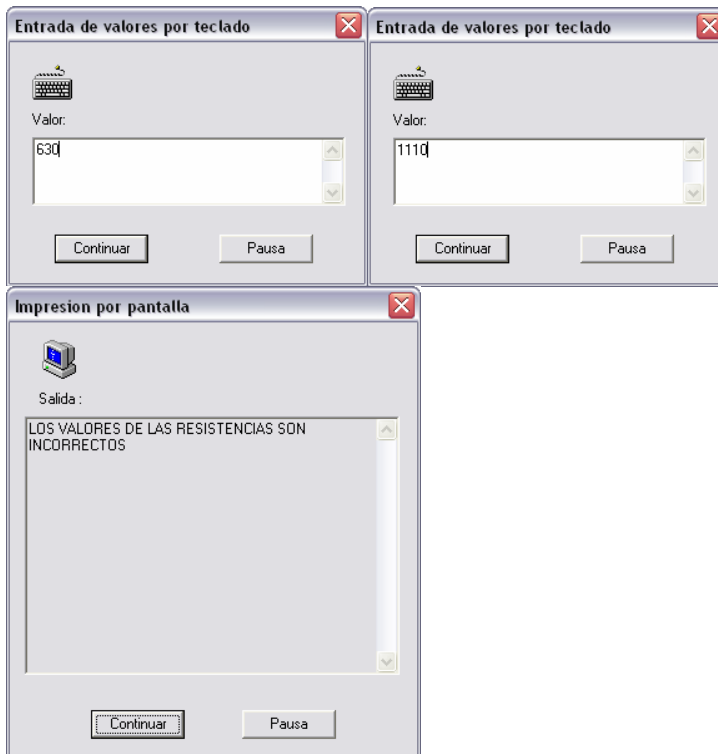 Entrada de valores por teclado
Valor:
630
Continuar
Pausa
Entrada de valores por teclado
Valor:
1110
Continuar
Pausa
Impresion por pantalla
Salida :
LOS VALORES DE LAS RESISTENCIAS SON
INCORRECTOS
Continuar
Pausa